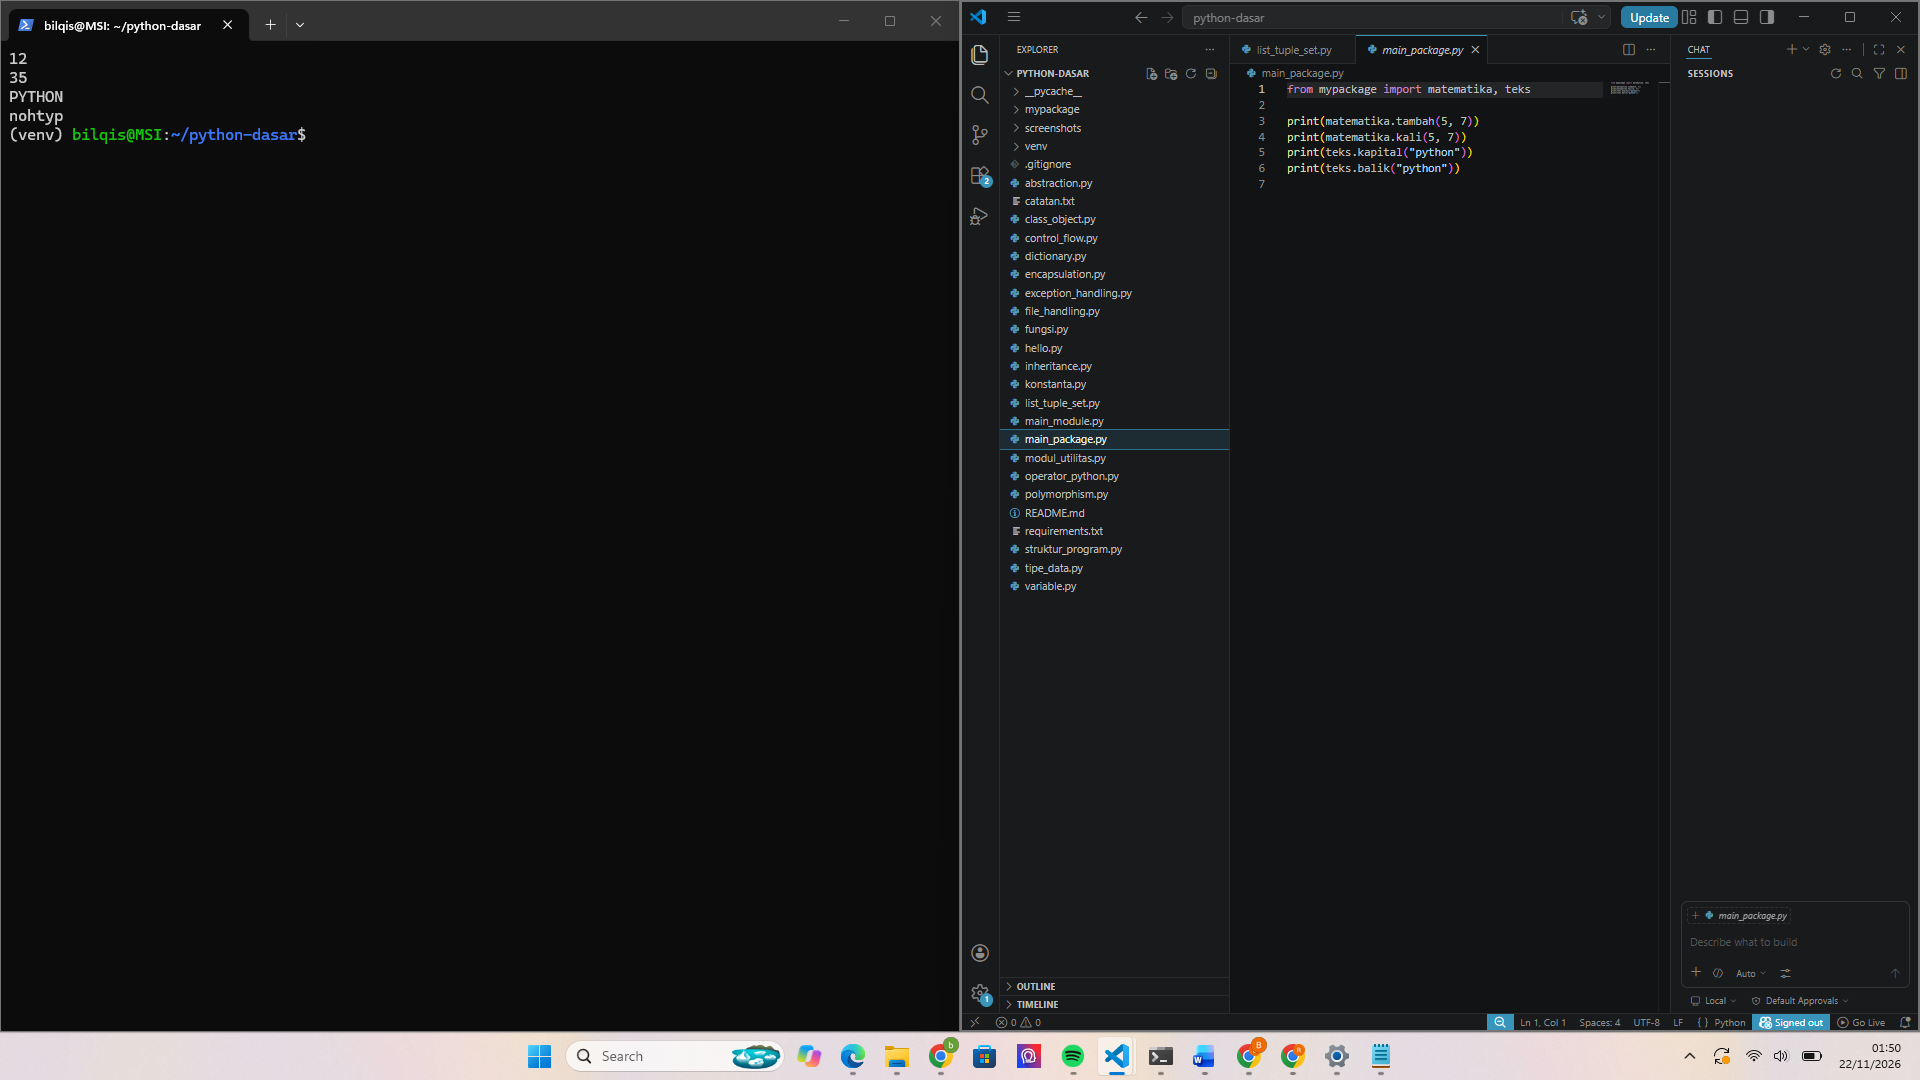 bilqis@MSI: ~/python-dasar
12
35
PYTHON
nohtyp
(venv) bilqis@MSI:~/python-dasar$
python-dasar
Update
EXPLORER
PYTHON-DASAR
__pycache__
mypackage
screenshots
venv
.gitignore
abstraction.py
catatan.txt
class_object.py
control_flow.py
dictionary.py
encapsulation.py
exception_handling.py
file_handling.py
fungsi.py
hello.py
inheritance.py
konstanta.py
list_tuple_set.py
main_module.py
main_package.py
modul_utilitas.py
operator_python.py
polymorphism.py
README.md
requirements.txt
struktur_program.py
tipe_data.py
variable.py
OUTLINE
TIMELINE
2
1
list_tuple_set.py
main_package.py
main_package.py
1 from mypackage import matematika, teks
2
3 print(matematika.tambah(5, 7))
4 print(matematika.kali(5, 7))
5 print(teks.kapital("python"))
6 print(teks.balik("python"))
7
CHAT
SESSIONS
main_package.py
Describe what to build
Auto
Local
Default Approvals
0 0
Ln 1, Col 1
Spaces: 4
UTF-8
LF
Python
Signed out
Go Live
Search
01:50
22/11/2026